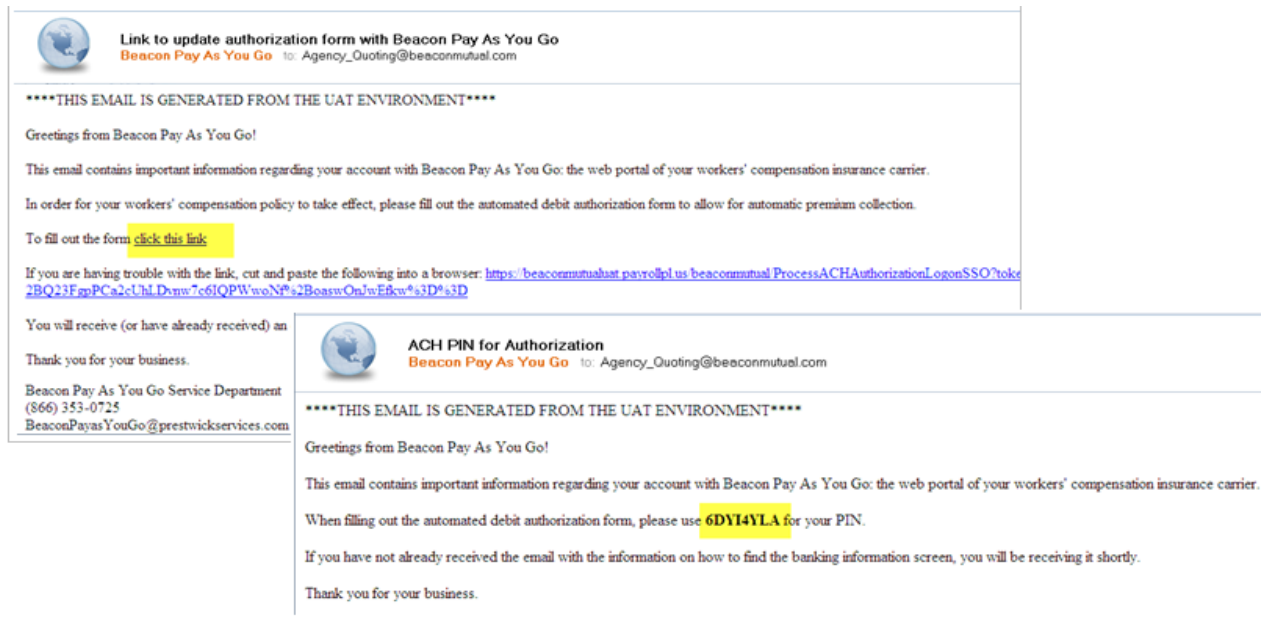 Link to update authorization form with Beacon Pay As You Go
Beacon Pay As You Go to: Agency_Quoting@beaconmutual.com
****THIS EMAIL IS GENERATED FROM THE UAT ENVIRONMENT****
Greetings from Beacon Pay As You Go!
This email contains important information regarding your account with Beacon Pay As You Go: the web portal of your workers' compensation insurance carrier.
In order for your workers' compensation policy to take effect, please fill out the automated debit authorization form to allow for automatic premium collection.
To fill out the form click this link
If you are having trouble with the link, cut and paste the following into a browser: https://beaconmutualuat.payrollpl.us/beaconmutual/ProcessACHAuthorizationLogonSSO?toke
2BQ23FgpPCa2cUhLDvnw7c6IQPWwoNf%2BoaswOnJwEfkw%3D%3D
You will receive (or have already received) an
Thank you for your business.
Beacon Pay As You Go Service Department
(866) 353-0725
BeaconPayasYouGo@prestwickservices.com
ACH PIN for Authorization
Beacon Pay As You Go to: Agency_Quoting@beaconmutual.com
****THIS EMAIL IS GENERATED FROM THE UAT ENVIRONMENT****
Greetings from Beacon Pay As You Go!
This email contains important information regarding your account with Beacon Pay As You Go: the web portal of your workers' compensation insurance carrier.
When filling out the automated debit authorization form, please use 6DYI4YLA for your PIN.
If you have not already received the email with the information on how to find the banking information screen, you will be receiving it shortly.
Thank you for your business.